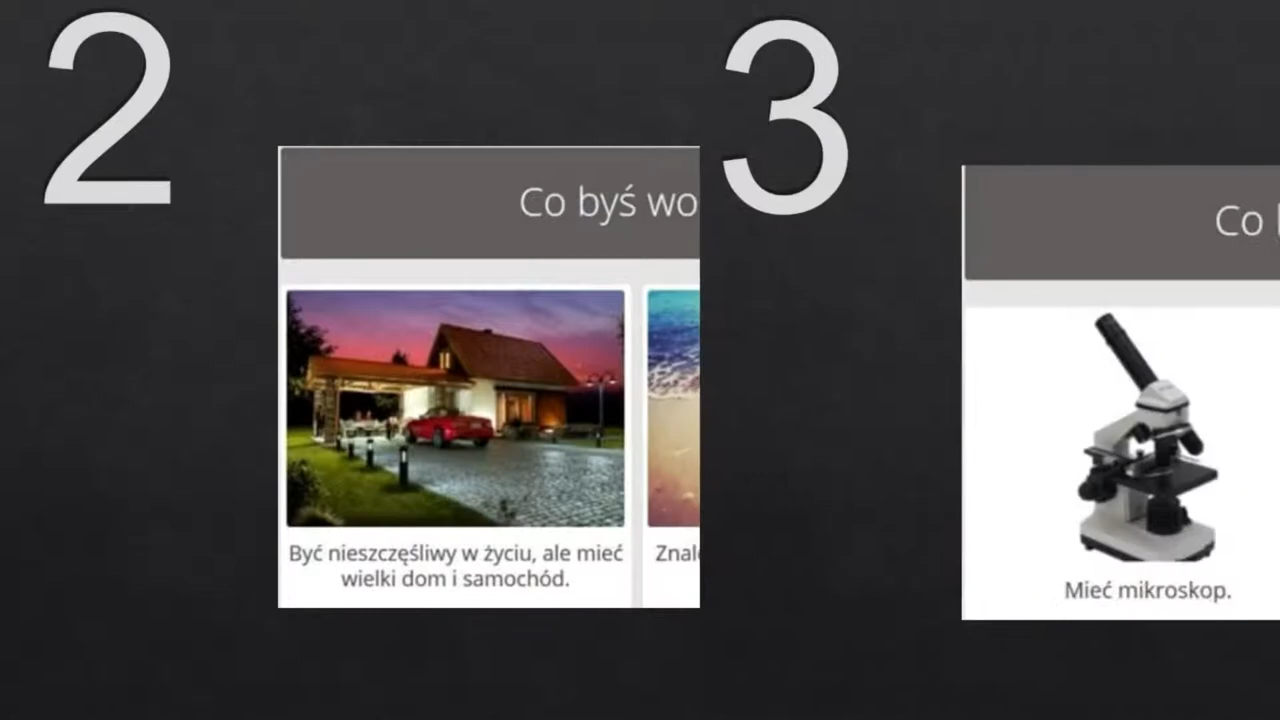 2
Co byś wo
Być nieszczęśliwy w życiu, ale mieć
wielki dom i samochód.
Znal
3
Co
Mieć mikroskop.